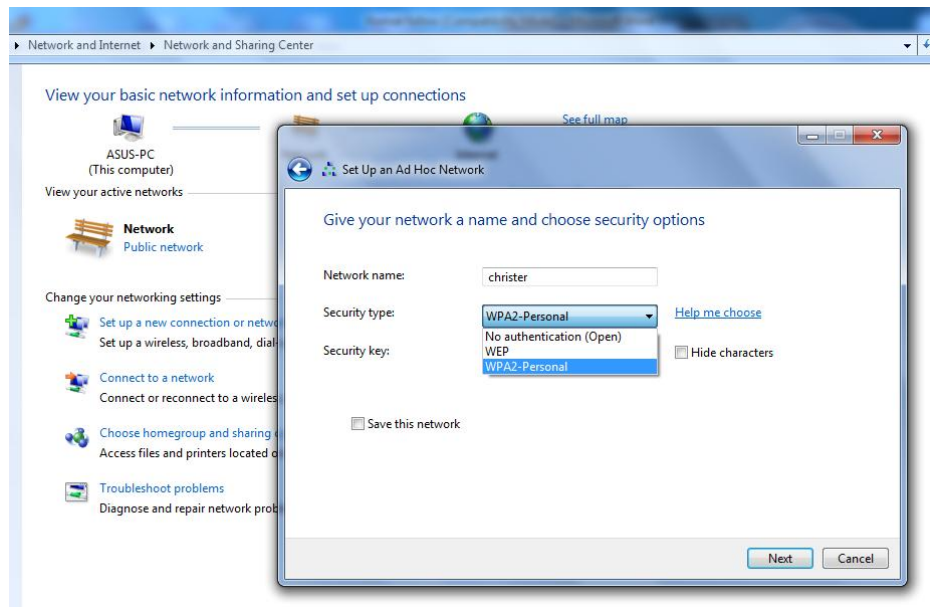 Network and Internet ▸ Network and Sharing Center
View your basic network information and set up connections
See full map
ASUS-PC
(This computer)
View your active networks
Network
Public network
Change your networking settings
Set up a new connection or netwo
Set up a wireless, broadband, dial-
Connect to a network
Connect or reconnect to a wireles
Choose homegroup and sharing
Access files and printers located o
Troubleshoot problems
Diagnose and repair network prob
Set Up an Ad Hoc Network
Give your network a name and choose security options
Network name:
christer
Security type:
WPA2-Personal
Help me choose
No authentication (Open)
WEP
WPA2-Personal
Security key:
Hide characters
Save this network
Next
Cancel